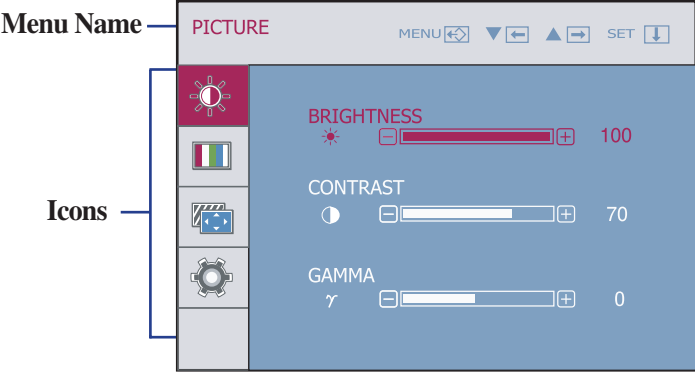 Menu Name
PICTURE
MENU ▼ ▲ SET
BRIGHTNESS
100
CONTRAST
Icons
70
GAMMA
γ 0